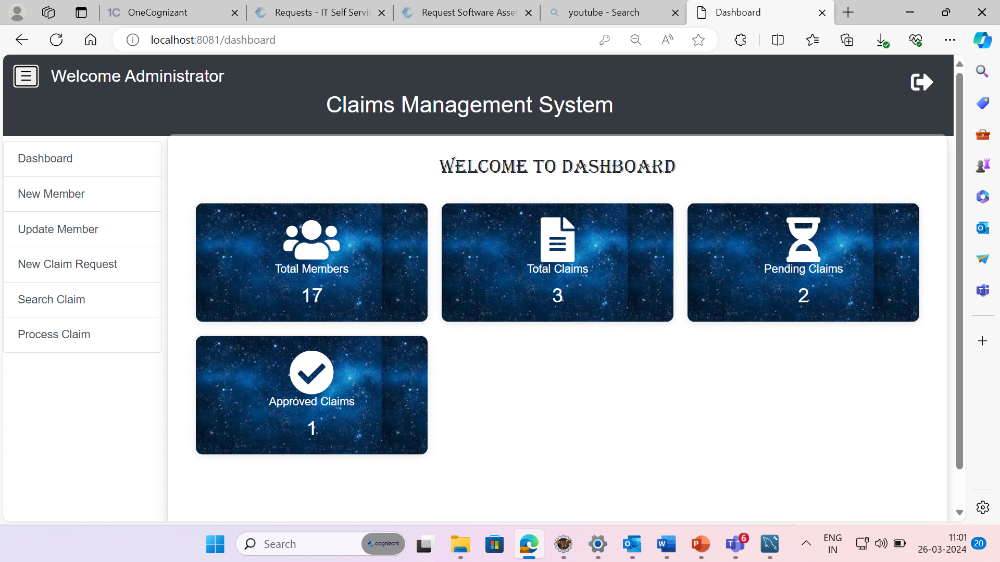 OneCognizant
Requests - IT Self Servic
Request Software Asset
youtube - Search
Dashboard
localhost:8081/dashboard
Welcome Administrator
Claims Management System
Dashboard
New Member
Update Member
New Claim Request
Search Claim
Process Claim
WELCOME TO DASHBOARD
Total Members
17
Total Claims
3
Pending Claims
2
Approved Claims
1
Search
cognizant
6
ENG
IN
11:01
26-03-2024
20